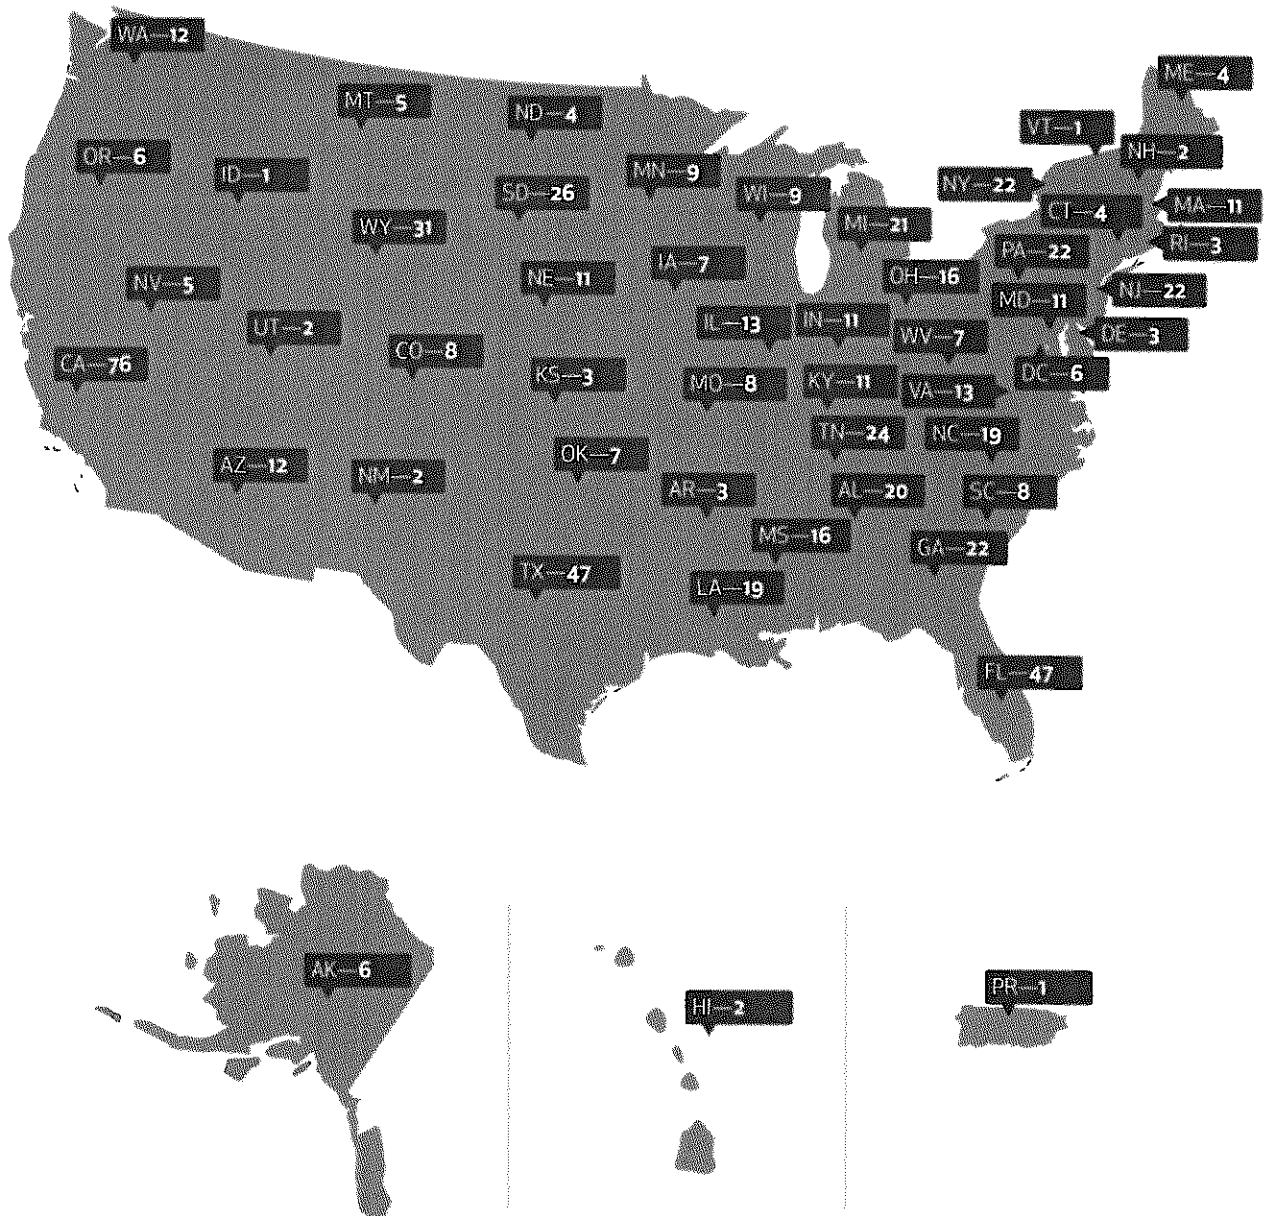 WA—12
ME—4
MT—5
ND—4
VT—1
NH—2
OR—6
ID—1
MN—9
SD—26
WI—9
NY—22
CT—4
MA—11
WY—31
MI—21
RI—3
PA—22
IA—7
NV—5
NE—11
OH—16
MD—11
NJ—22
UT—2
IL—13
IN—11
WV—7
DE—3
CO—8
CA—76
KS—3
MO—8
KY—11
VA—13
DC—6
TN—24
NC—19
OK—7
AZ—12
NM—2
AR—3
AL—20
SC—8
MS—16
GA—22
TX—47
LA—19
FL—47
AK—6
HI—2
PR—1